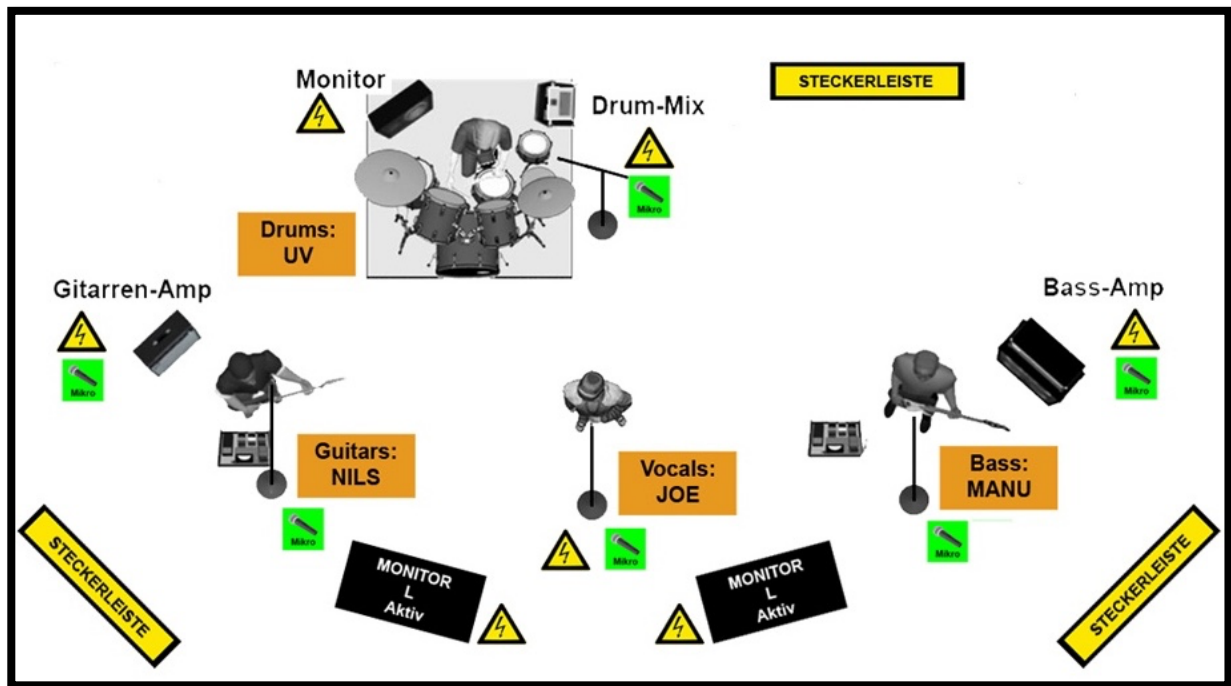 STECKERLEISTE
Monitor
Drum-Mix
Mikro
Drums:
UV
Gitarren-Amp
Bass-Amp
Mikro
Mikro
Guitars:
NILS
Vocals:
JOE
Bass:
MANU
Mikro
Mikro
Mikro
STECKERLEISTE
MONITOR
L
Aktiv
MONITOR
L
Aktiv
STECKERLEISTE